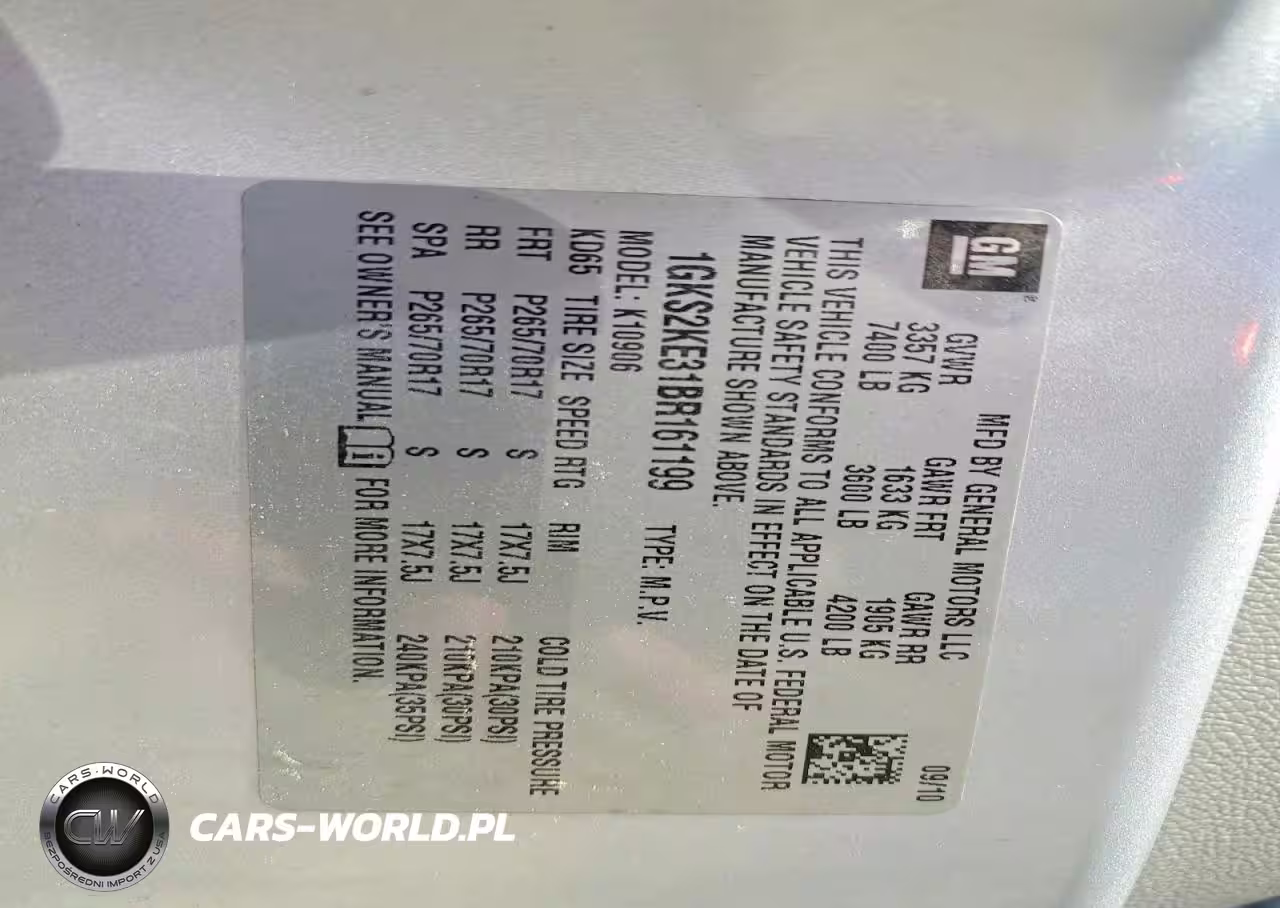 GM ®
MFD BY GENERAL MOTORS LLC 09/10
GVWR GAWR FRT GAWR RR
3357 KG 1633 KG 1905 KG
7400 LB 3600 LB 4200 LB
THIS VEHICLE CONFORMS TO ALL APPLICABLE U.S. FEDERAL MOTOR
VEHICLE SAFETY STANDARDS IN EFFECT ON THE DATE OF
MANUFACTURE SHOWN ABOVE.
1GKS2KE31BR161199 TYPE: M.P.V.
MODEL: K10906
KD65 TIRE SIZE SPEED RTG RIM COLD TIRE PRESSURE
FRT P265/70R17 S 17X7.5J 210KPA(30PSI)
RR P265/70R17 S 17X7.5J 210KPA(30PSI)
SPA P265/70R17 S 17X7.5J 240KPA(35PSI)
SEE OWNER'S MANUAL FOR MORE INFORMATION.
CARS-WORLD
CW
BEZPOŚREDNI IMPORT Z USA
CARS-WORLD.PL